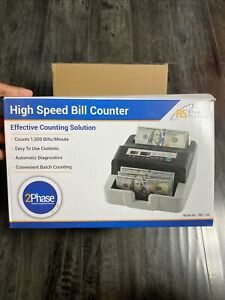 High Speed Bill Counter
RS
Effective Counting Solution
Counts 1,500 Bills/Minute
Easy To Use Controls
Automatic Diagnostics
Convenient Batch Counting
2Phase